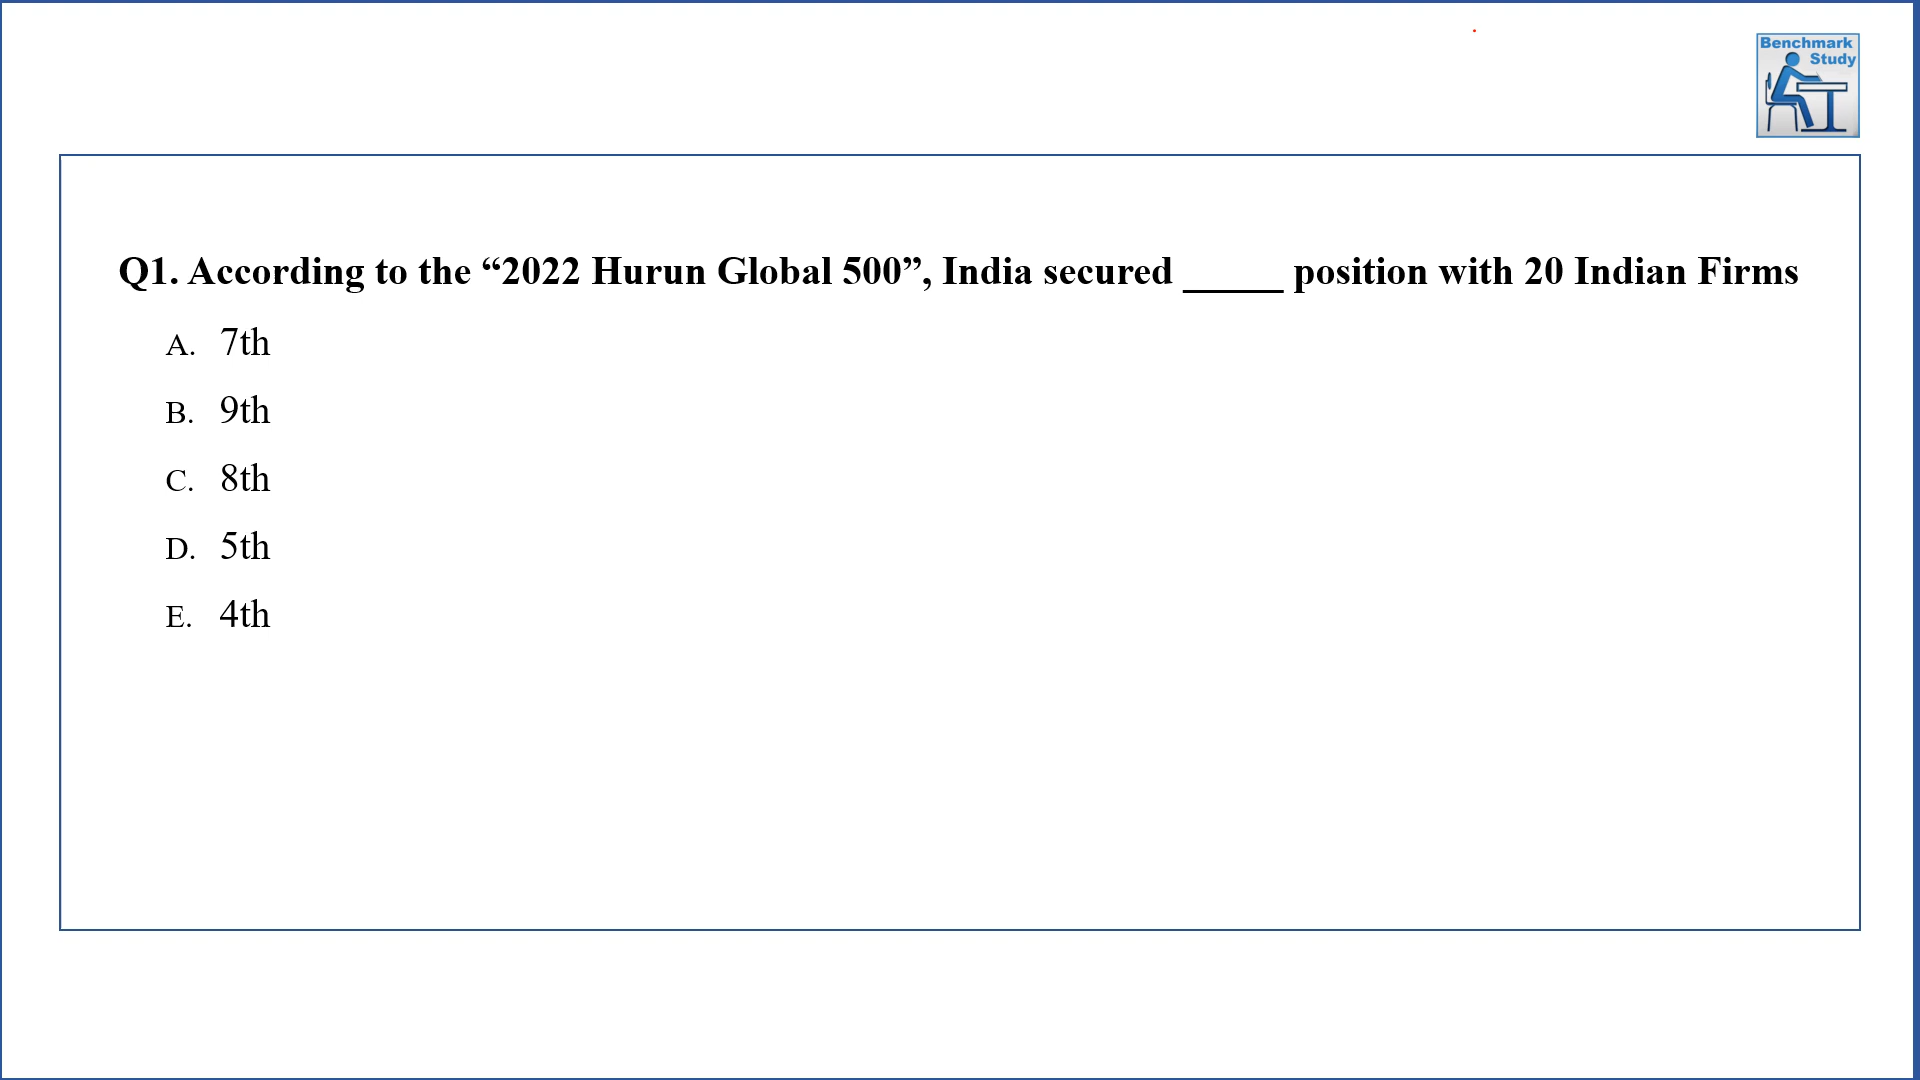 Benchmark
Study
Q1. According to the “2022 Hurun Global 500”, India secured _____ position with 20 Indian Firms
A. 7th
B. 9th
C. 8th
D. 5th
E. 4th